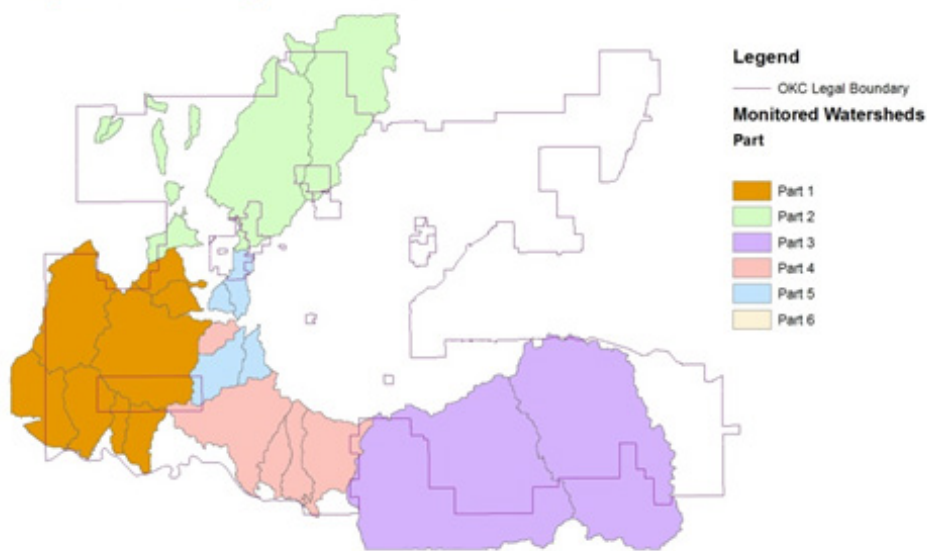 Legend
OKC Legal Boundary
Monitored Watersheds
Part
Part 1
Part 2
Part 3
Part 4
Part 5
Part 6